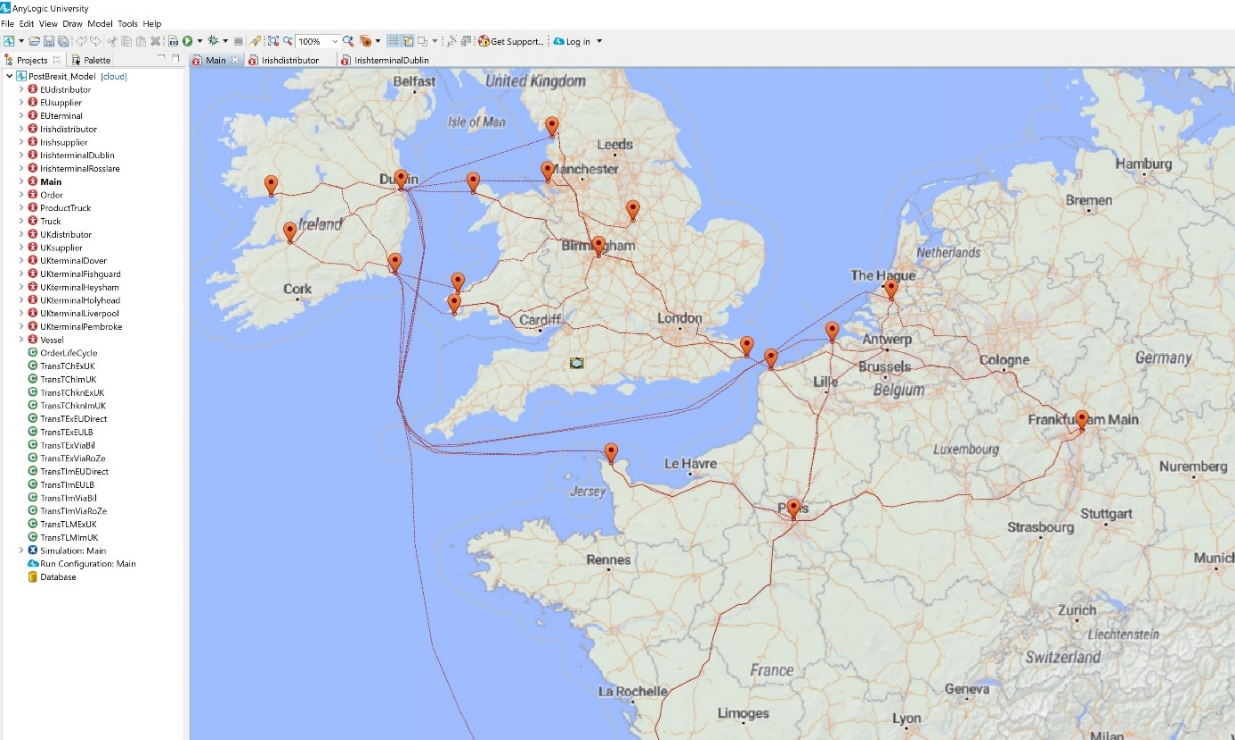 AnyLogic University
File Edit View Draw Model Tools Help
100% Get Support... Log in
Projects Palette
Main Irishdistributor IrishterminalDublin
PostBrexit_Model [cloud]
EUdistributor
EUsupplier
EUterminal
Irishdistributor
Irishsupplier
IrishterminalDublin
IrishterminalRosslare
Main
Order
ProductTruck
Truck
UKdistributor
UKsupplier
UKterminalDover
UKterminalFishguard
UKterminalHeysham
UKterminalHolyhead
UKterminalLiverpool
UKterminalPembroke
Vessel
OrderLifeCycle
TransTChExUK
TransTChImUK
TransTChknExUK
TransTChknImUK
TransTExEUDirect
TransTExEULB
TransTExViaBil
TransTExViaRoZe
TransTImEUDirect
TransTImEULB
TransTImViaBil
TransTImViaRoZe
TransTLMExUK
TransTLMImUK
Simulation: Main
Run Configuration: Main
Database
Belfast
United Kingdom
Isle of Man
Leeds
Manchester
Hamburg
Dublin
Bremen
Ireland
Birmingham
Netherlands
The Hague
Cork
Cardiff
London
Antwerp
Cologne
Germany
Brussels
Lille
Belgium
Frankfurt am Main
Luxembourg
Le Havre
Nuremberg
Jersey
Paris
Stuttgart
Strasbourg
Rennes
Munich
Zurich
Liechtenstein
Switzerland
France
La Rochelle
Geneva
Limoges
Lyon
Milan